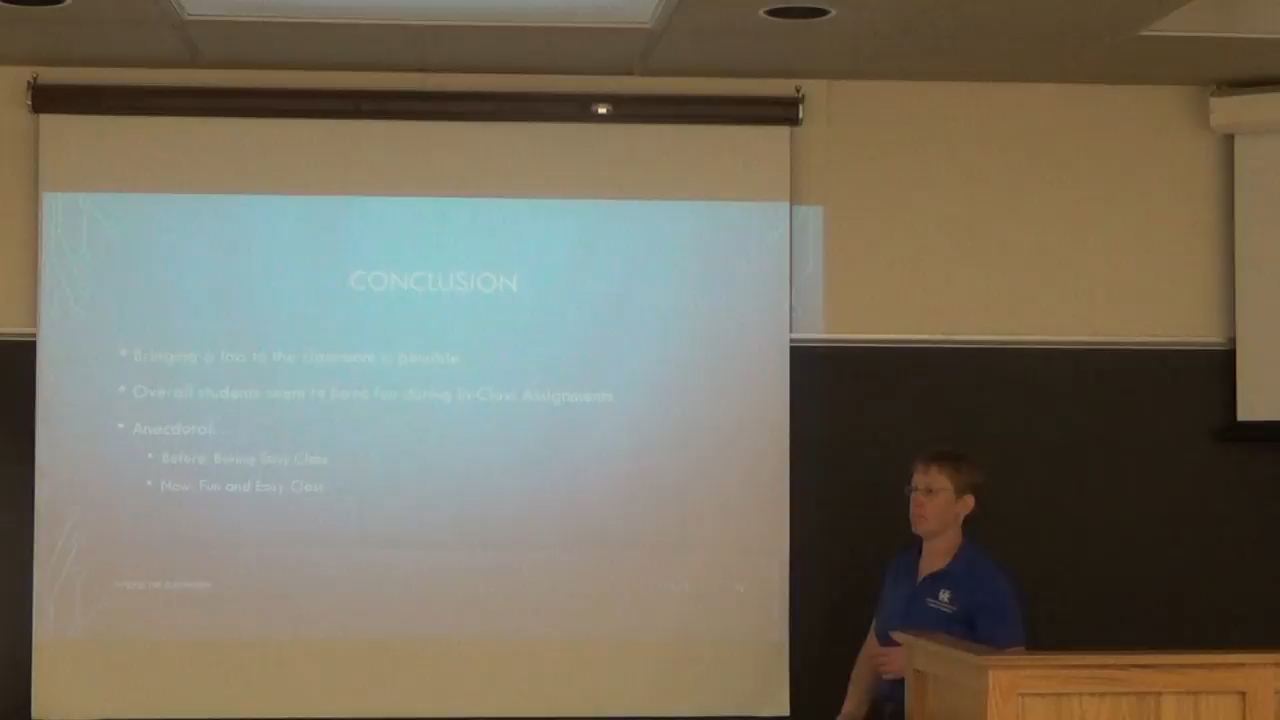 CONCLUSION
Bringing a lab to the classroom is possible.
Overall students seem to have fun during In-Class Assignments
Anecdotal:
Before: Boring Easy Class
Now: Fun and Easy Class
UK